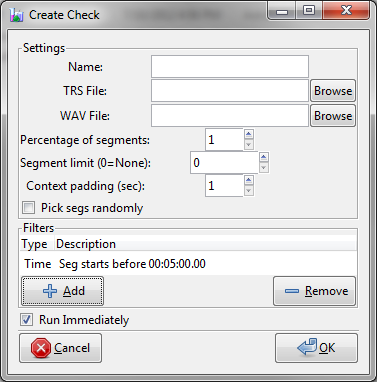 Create Check
Settings
Name:
TRS File: Browse
WAV File: Browse
Percentage of segments: 1
Segment limit (0=None): 0
Context padding (sec): 1
Pick segs randomly
Filters
Type Description
Time Seg starts before 00:05:00.00
Add Remove
Run Immediately
Cancel OK